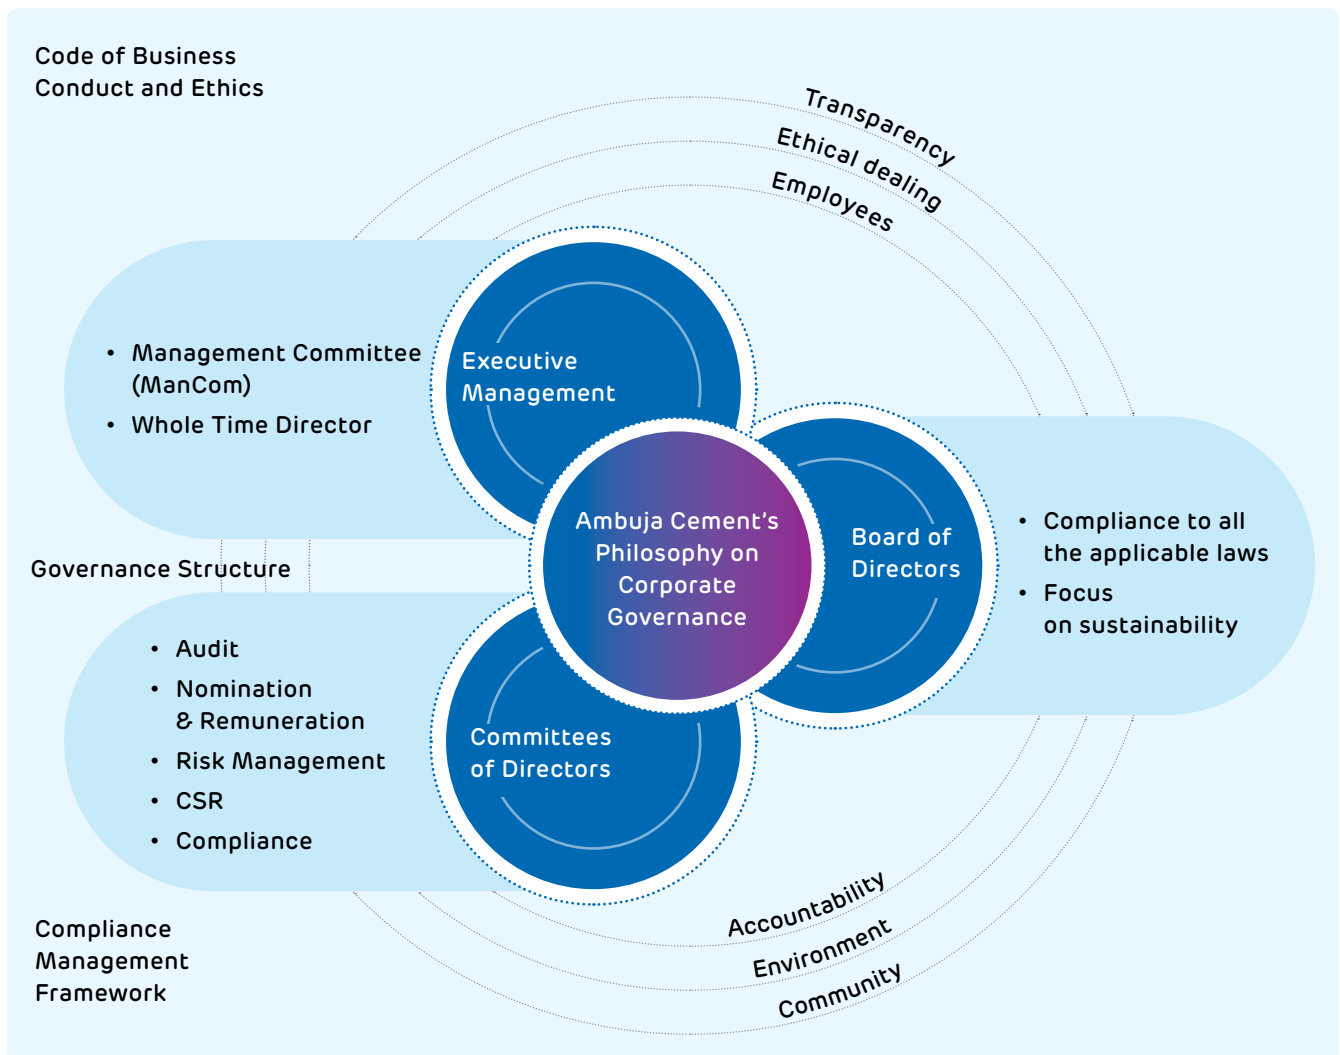 Code of Business
Conduct and Ethics
Transparency
Ethical dealing
Employees
• Management Committee
(ManCom)
• Whole Time Director
Executive
Management
Ambuja Cement's
Philosophy on
Corporate
Governance
Board of
Directors
• Compliance to all
the applicable laws
• Focus
on sustainability
Governance Structure
• Audit
• Nomination
& Remuneration
• Risk Management
• CSR
• Compliance
Committees
of Directors
Accountability
Environment
Community
Compliance
Management
Framework